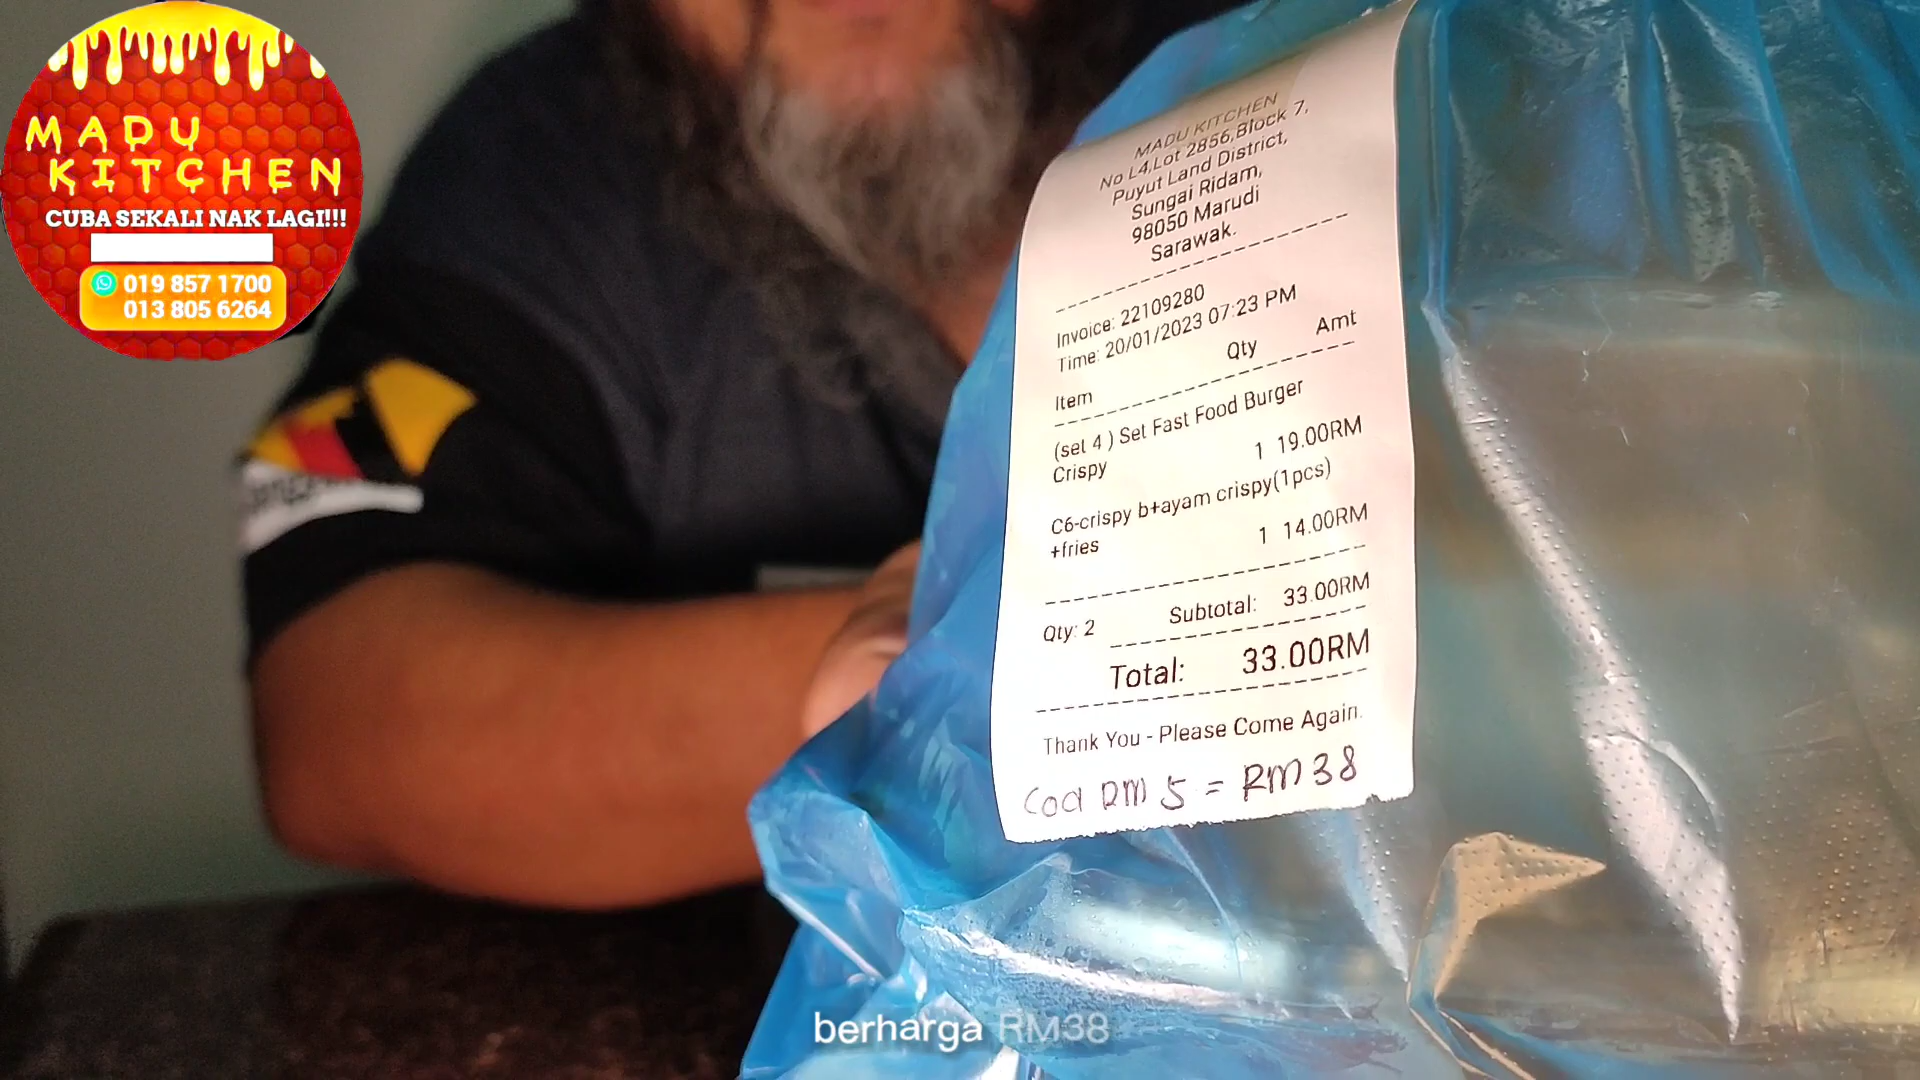 MADU
KITCHEN
CUBA SEKALI NAK LAGI!!!
019 857 1700
013 805 6264
MADU KITCHEN
No L4,Lot 2856,Block 7,
Puyut Land District,
Sungai Ridam,
98050 Marudi
Sarawak.
Invoice: 22109280
Time: 20/01/2023 07:23 PM
Item Qty Amt
(set 4 ) Set Fast Food Burger
Crispy 1 19.00RM
C6-crispy b+ayam crispy(1pcs)
+fries 1 14.00RM
Qty: 2 Subtotal: 33.00RM
Total: 33.00RM
Thank You - Please Come Again.
Cod RM 5 = RM38
berharga RM38